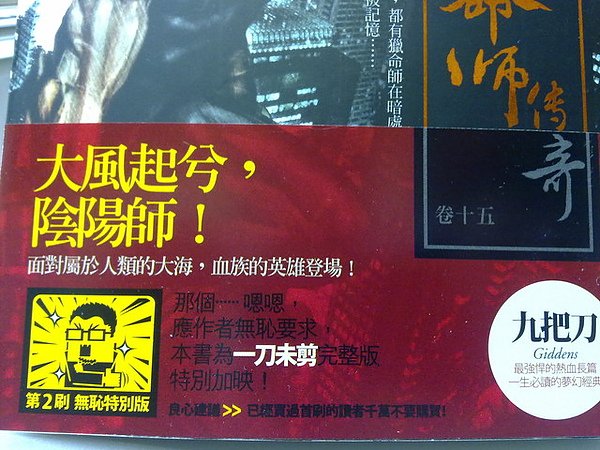 ，都有獵命師在暗處
被記憶……
命師傳奇
卷十五
大風起兮，
陰陽師！
面對屬於人類的大海，血族的英雄登場！
那個……嗯嗯，
應作者無恥要求，
本書為一刀未剪完整版
特別加映！
第2刷 無恥特別版
良心建議 >> 已經買過首刷的讀者千萬不要購買！
九把刀
Giddens
最強悍的熱血長篇
一生必讀的夢幻經典